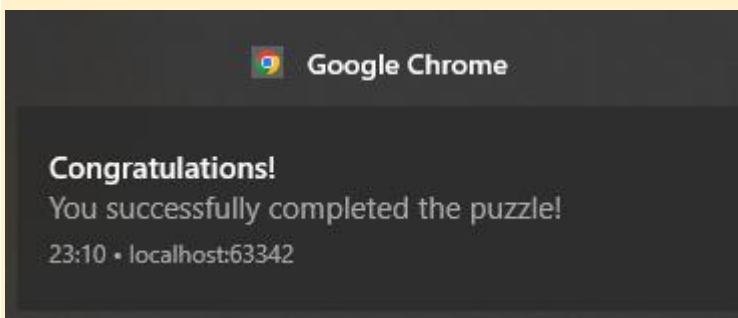 Google Chrome
Congratulations!
You successfully completed the puzzle!
23:10 • localhost:63342